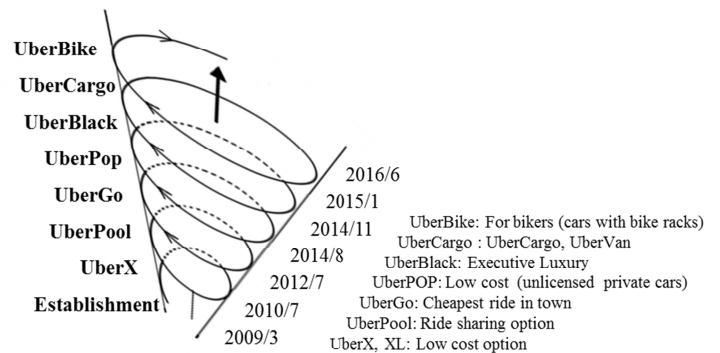 UberBike
UberCargo
UberBlack
UberPop
UberGo
UberPool
UberX
Establishment
2016/6
2015/1
2014/11
2014/8
2012/7
2010/7
2009/3
UberBike: For bikers (cars with bike racks)
UberCargo : UberCargo, UberVan
UberBlack: Executive Luxury
UberPOP: Low cost (unlicensed private cars)
UberGo: Cheapest ride in town
UberPool: Ride sharing option
UberX, XL: Low cost option